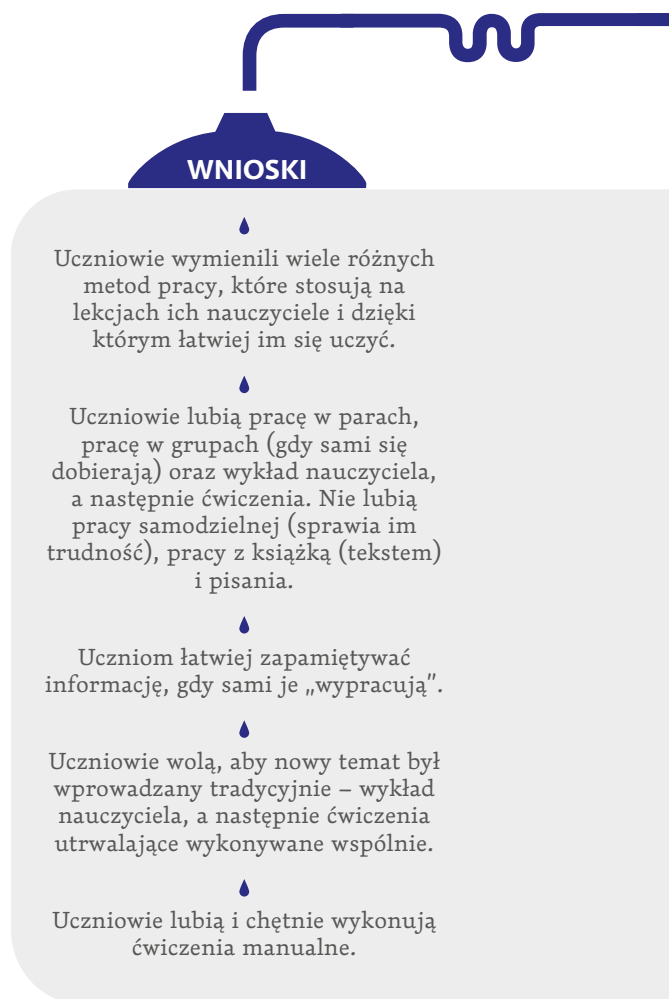 WNIOSKI
Uczniowie wymienili wiele różnych
metod pracy, które stosują na
lekcjach ich nauczyciele i dzięki
którym łatwiej im się uczyć.
Uczniowie lubią pracę w parach,
pracę w grupach (gdy sami się
dobierają) oraz wykład nauczyciela,
a następnie ćwiczenia. Nie lubią
pracy samodzielnej (sprawia im
trudność), pracy z książką (tekstem)
i pisania.
Uczniom łatwiej zapamiętywać
informację, gdy sami je „wypracują”.
Uczniowie wolą, aby nowy temat był
wprowadzany tradycyjnie – wykład
nauczyciela, a następnie ćwiczenia
utrwalające wykonywane wspólnie.
Uczniowie lubią i chętnie wykonują
ćwiczenia manualne.